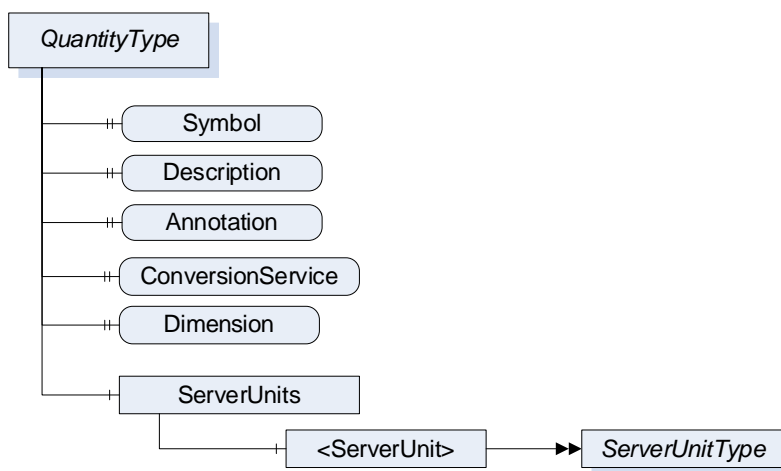 QuantityType
Symbol
Description
Annotation
ConversionService
Dimension
ServerUnits
<ServerUnit>
ServerUnitType